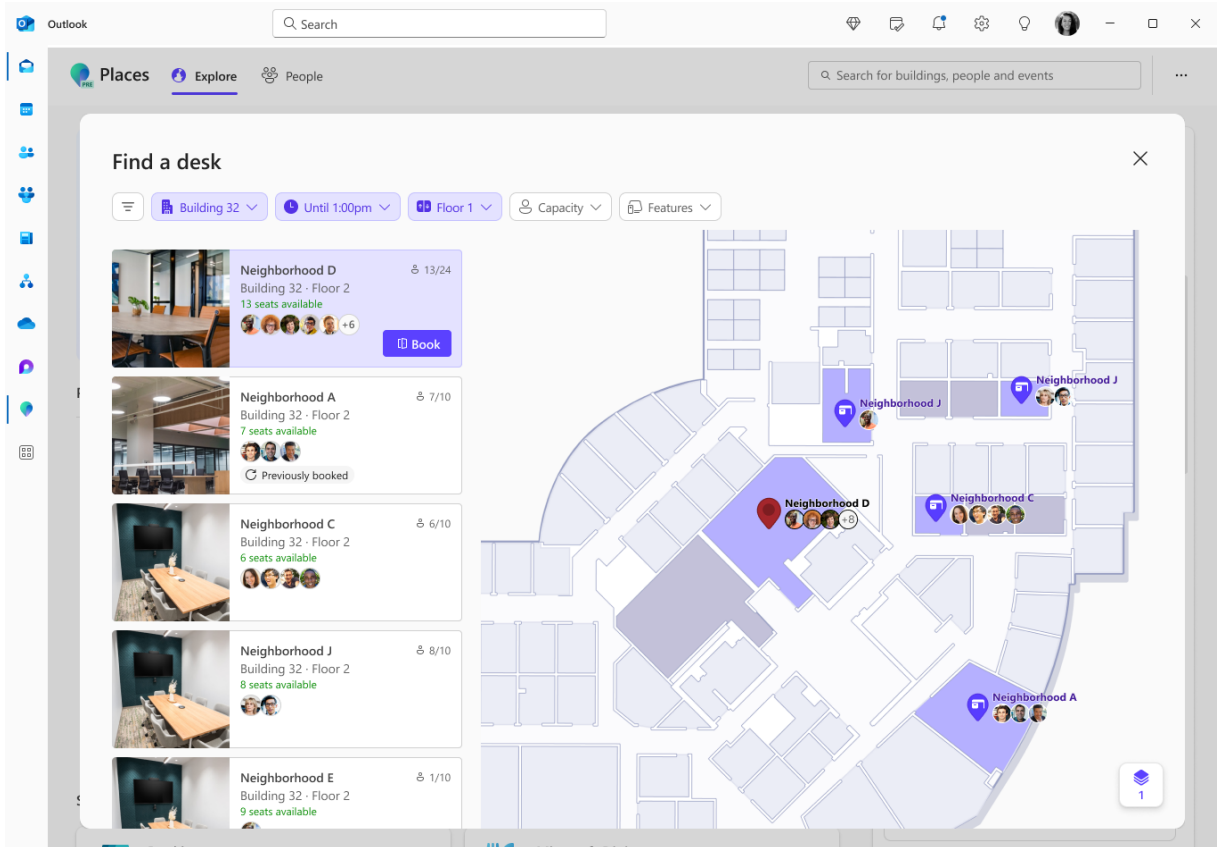 Outlook
Search
Places
PRE
Explore
People
Search for buildings, people and events
Find a desk
Building 32
Until 1:00pm
Floor 1
Capacity
Features
Neighborhood D
13/24
Building 32 · Floor 2
13 seats available
+6
Book
Neighborhood A
7/10
Building 32 · Floor 2
7 seats available
Previously booked
Neighborhood C
6/10
Building 32 · Floor 2
6 seats available
Neighborhood J
8/10
Building 32 · Floor 2
8 seats available
Neighborhood E
1/10
Building 32 · Floor 2
9 seats available
Neighborhood J
Neighborhood J
Neighborhood C
Neighborhood D
+8
Neighborhood A
1